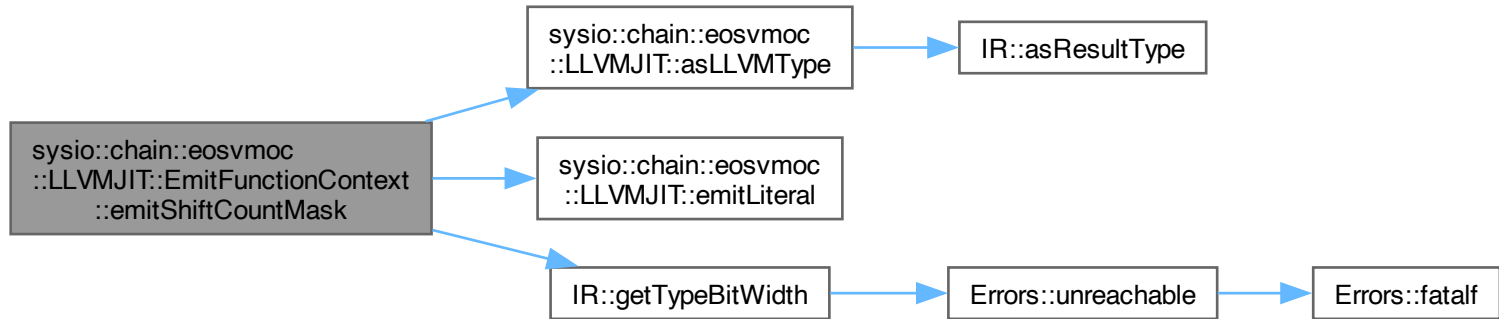 sysio::chain::eosvmoc
::LLVMJIT::EmitFunctionContext
::emitShiftCountMask
sysio::chain::eosvmoc
::LLVMJIT::asLLVMType
IR::asResultType
sysio::chain::eosvmoc
::LLVMJIT::emitLiteral
IR::getTypeBitWidth
Errors::unreachable
Errors::fatalf